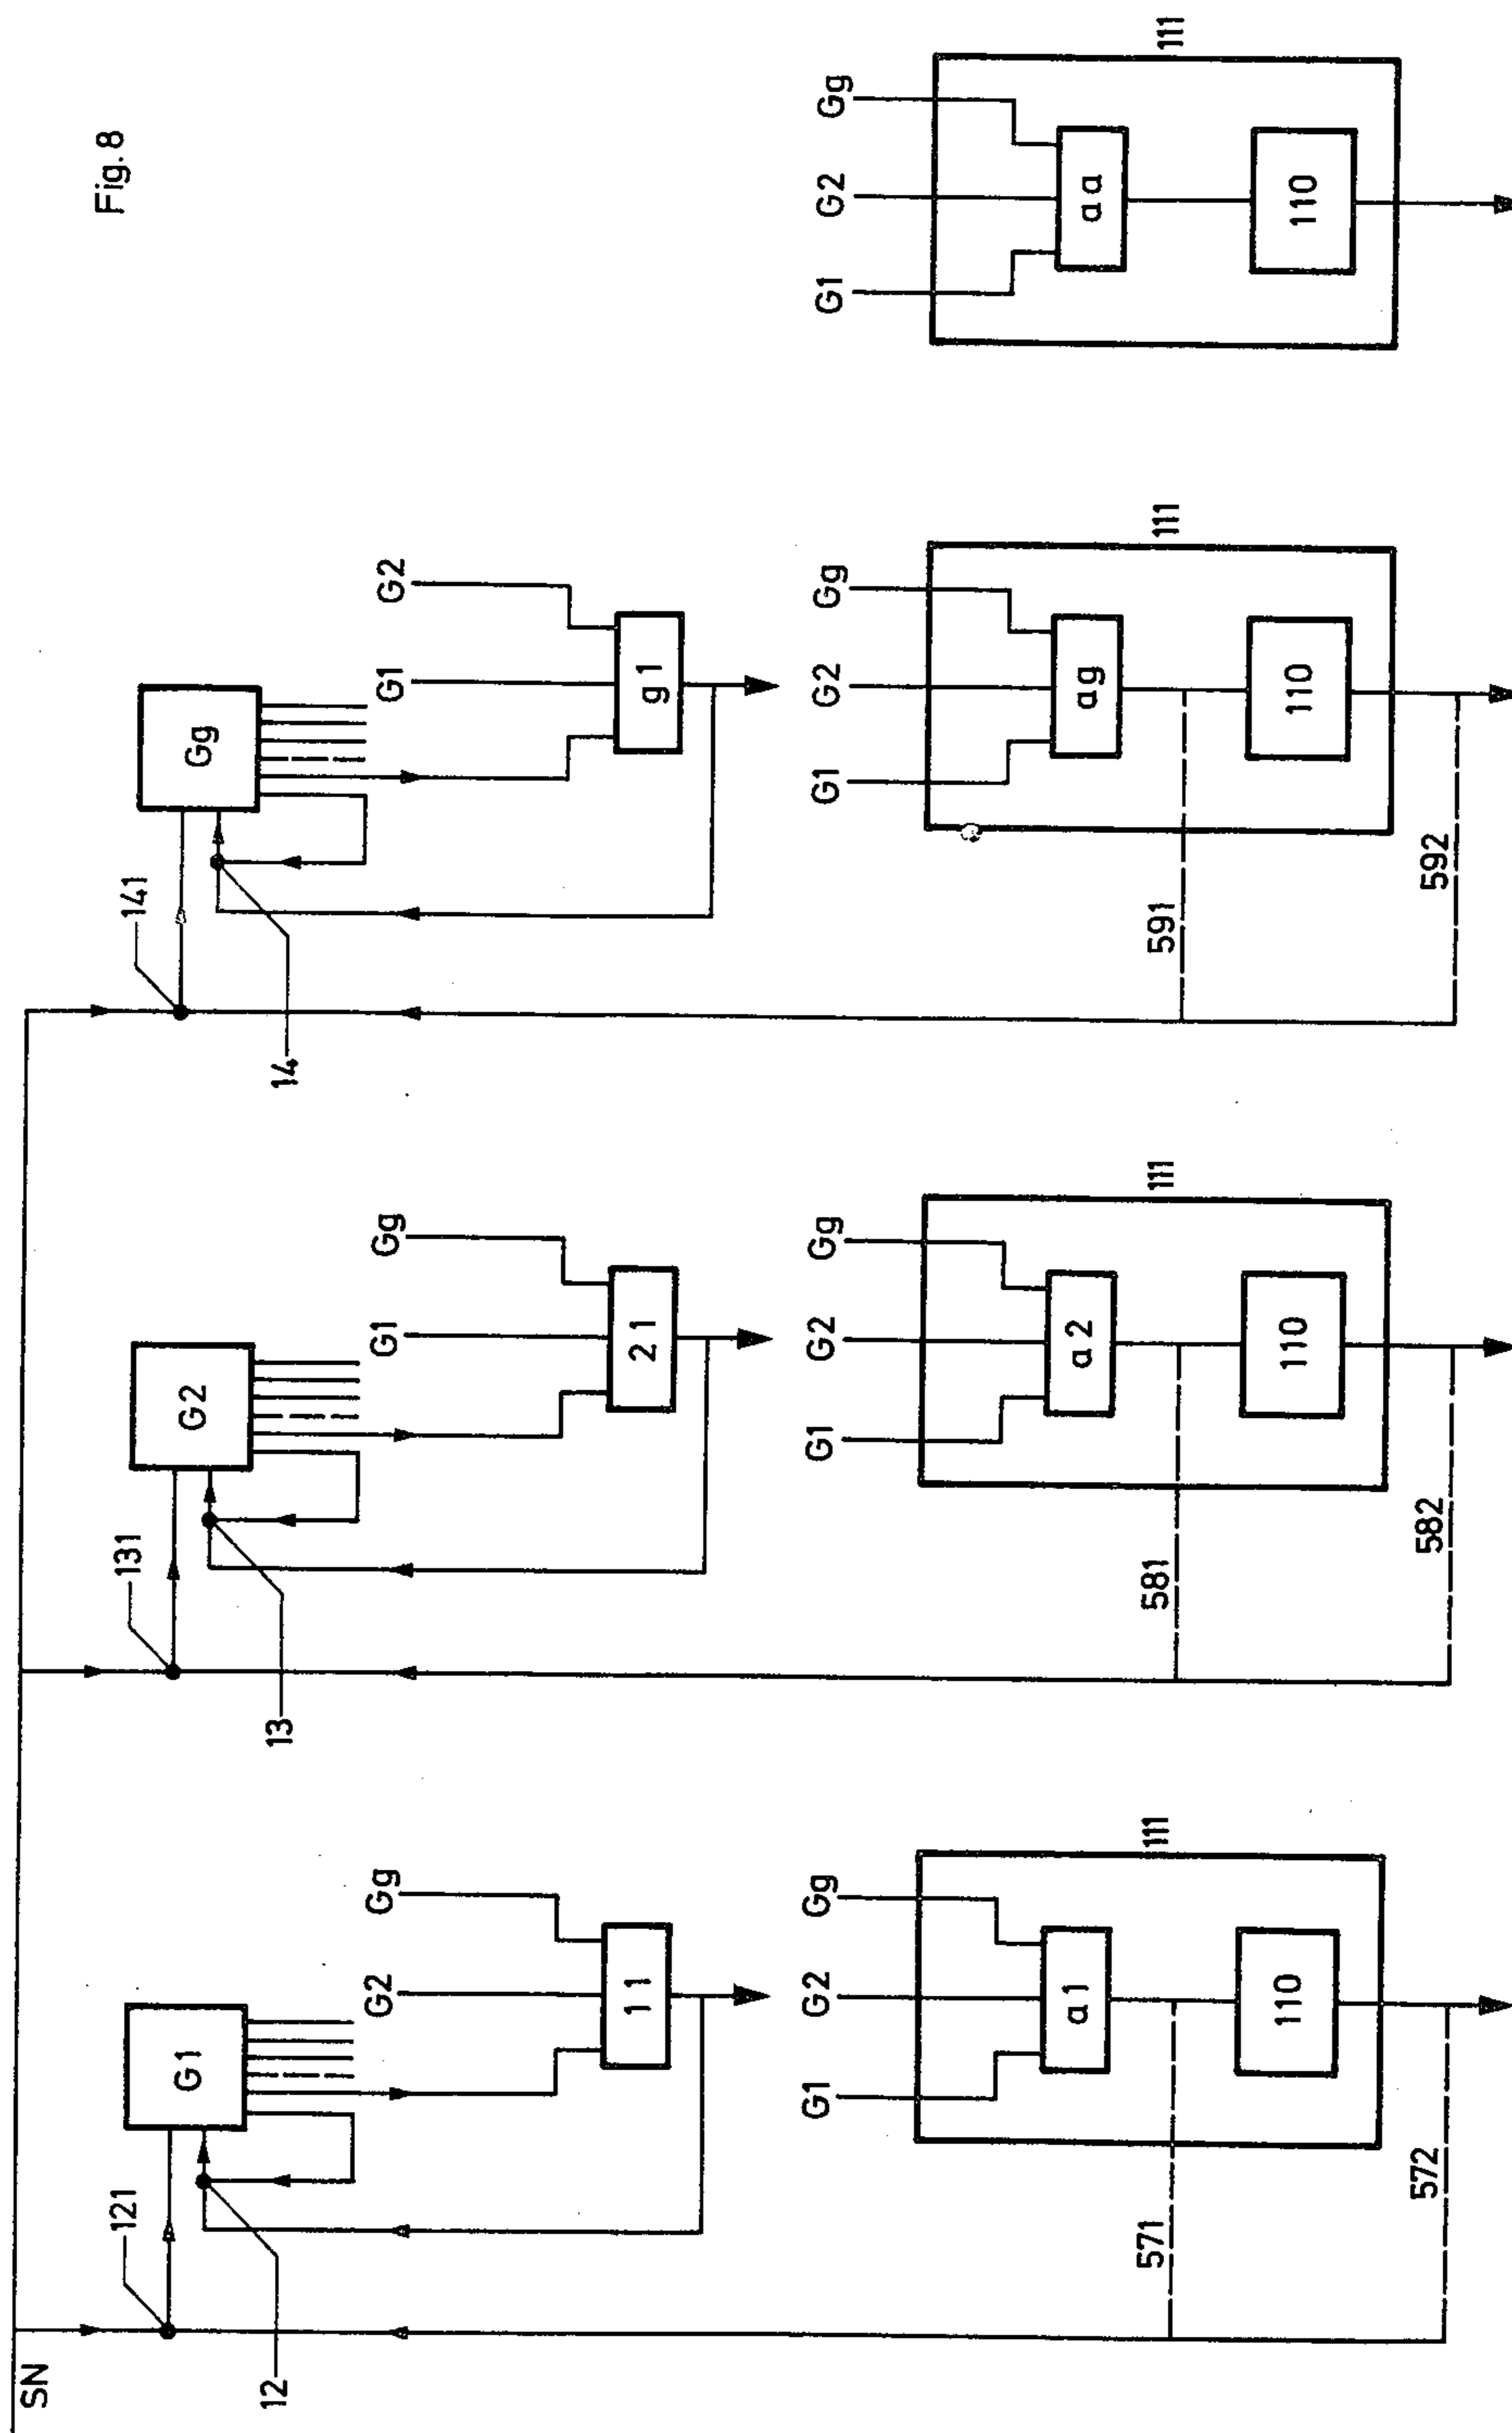 Fig. 8
SN
121
131
141
G1
G2
Gg
12
13
14
G2 Gg
G1 Gg
G1 G2
11
21
g1
G1 G2 Gg
G1 G2 Gg
G1 G2 Gg
G1 G2 Gg
a1
a2
ag
aa
571
111
581
111
591
111
111
110
110
110
110
572
582
592